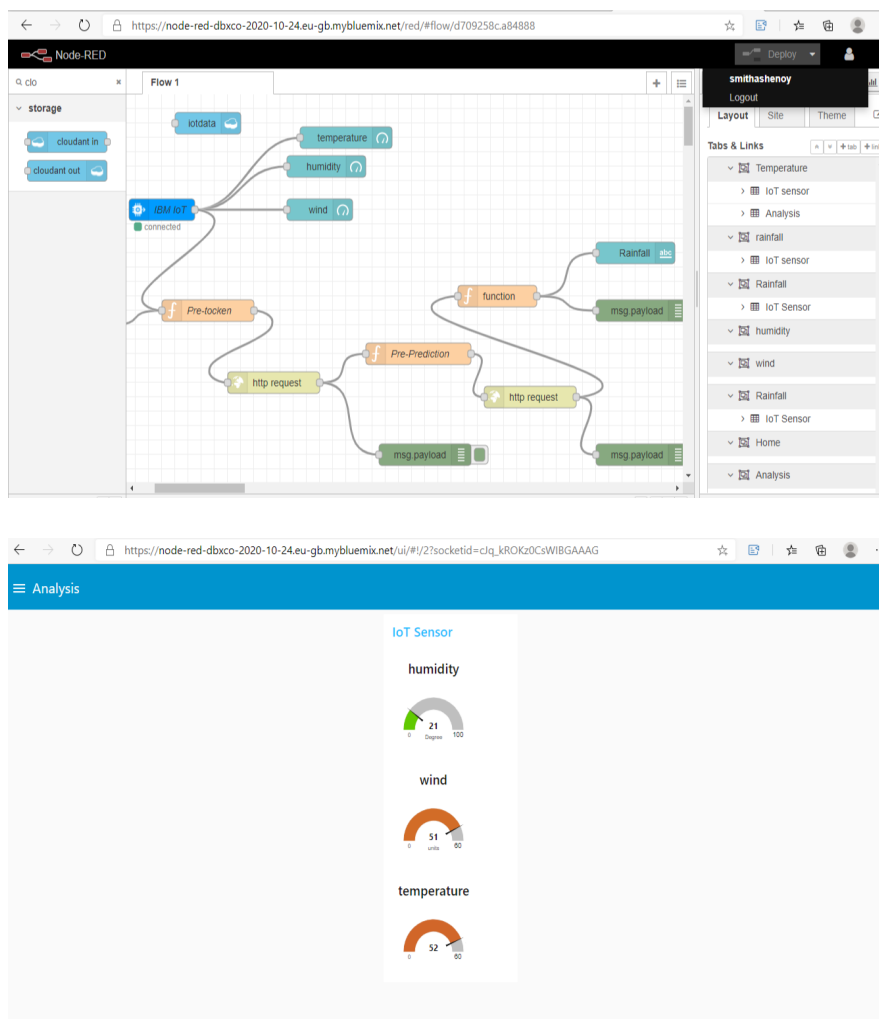 https://node-red-dbxco-2020-10-24.eu-gb.mybluemix.net/red/#flow/d709258c.a84888
Node-RED
Deploy
smithashenoy
Logout
clo
Flow 1
Layout Site Theme
storage
cloudant in
cloudant out
iotdata
temperature
humidity
IBM IoT
wind
connected
Rainfall abc
function
msg.payload
Pre-tocken
Pre-Prediction
http request
http request
msg.payload
msg.payload
Tabs & Links
+tab +lin
Temperature
IoT sensor
Analysis
rainfall
IoT sensor
Rainfall
IoT Sensor
humidity
wind
Rainfall
IoT Sensor
Home
Analysis
https://node-red-dbxco-2020-10-24.eu-gb.mybluemix.net/ui/#!/2?socketid=cJq_kROKz0CsWIBGAAAG
Analysis
IoT Sensor
humidity
21
0 Degree 100
wind
51
0 units 60
temperature
52
0 60